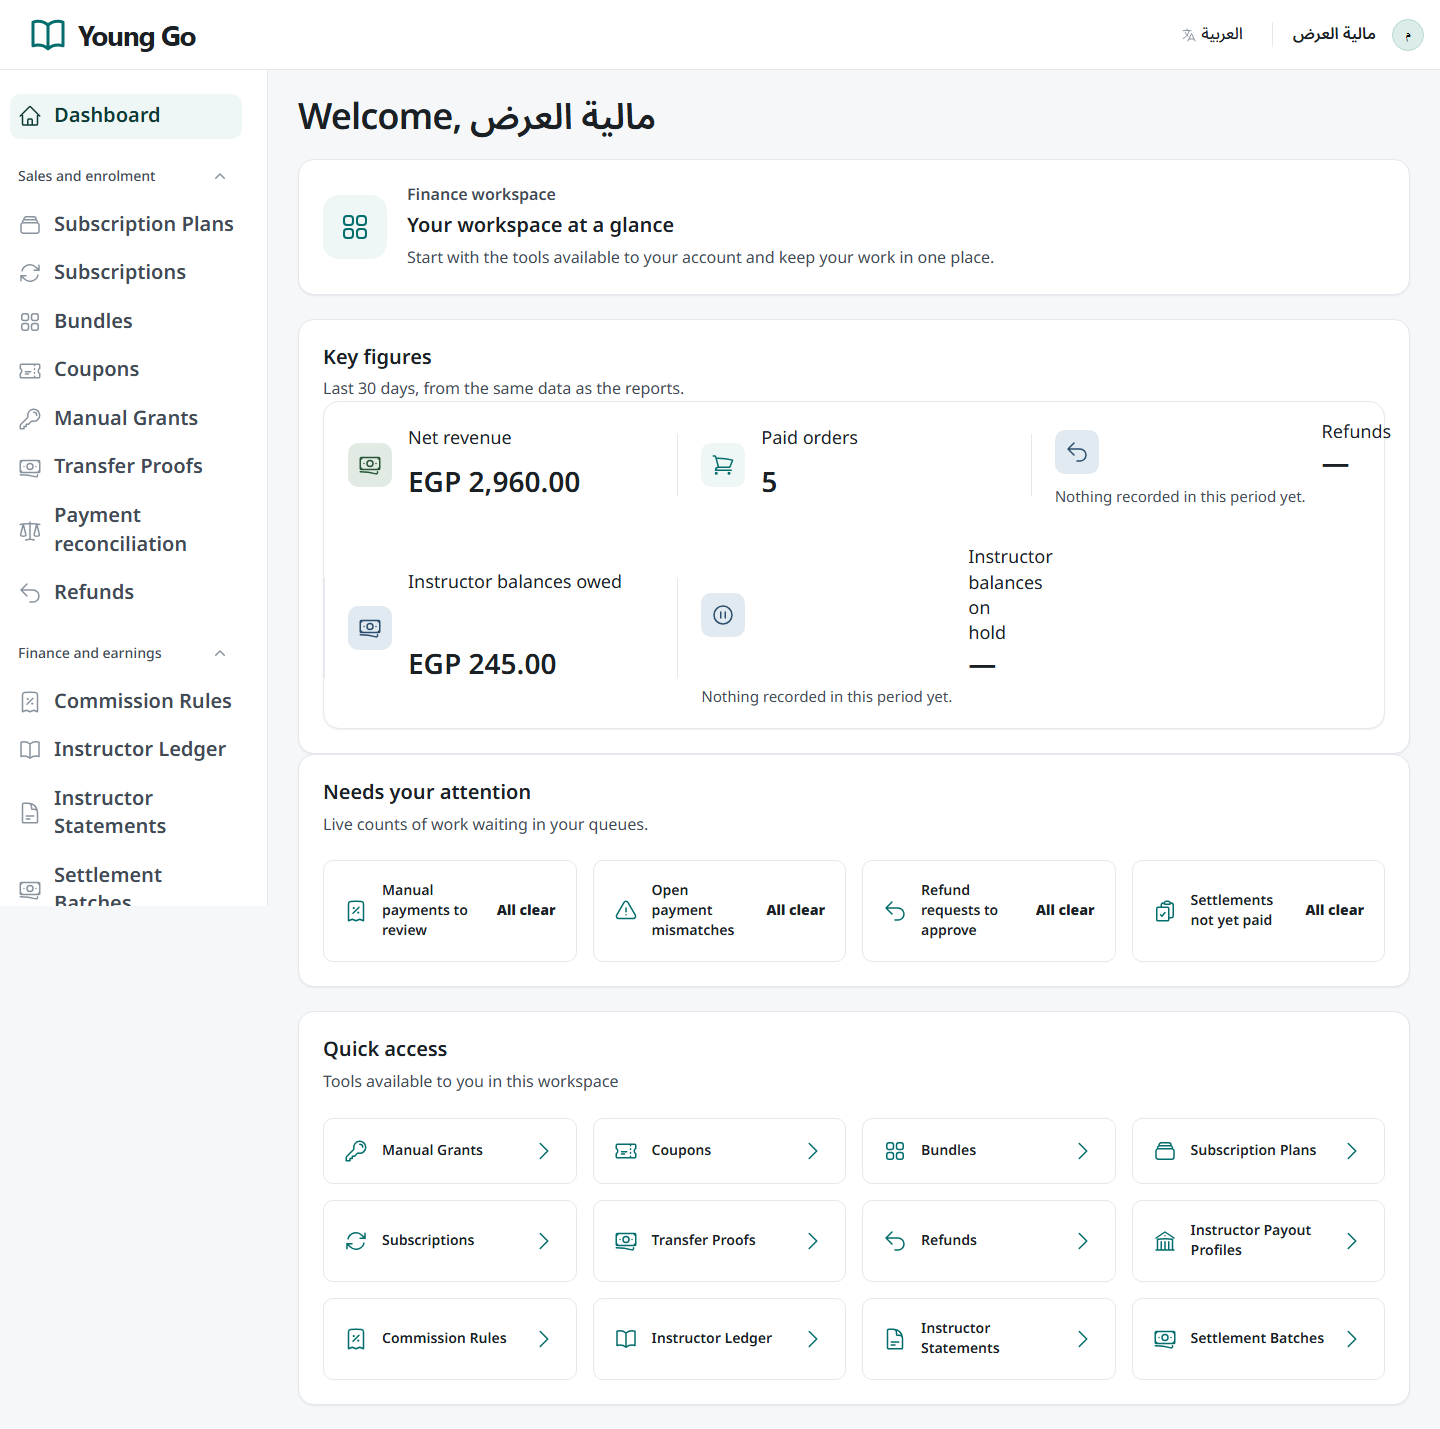 Young Go
العربية
مالية العرض
م
Dashboard
Sales and enrolment
Subscription Plans
Subscriptions
Bundles
Coupons
Manual Grants
Transfer Proofs
Payment
reconciliation
Refunds
Finance and earnings
Commission Rules
Instructor Ledger
Instructor
Statements
Settlement
Batches
Welcome, مالية العرض
Finance workspace
Your workspace at a glance
Start with the tools available to your account and keep your work in one place.
Key figures
Last 30 days, from the same data as the reports.
Net revenue
EGP 2,960.00
Paid orders
5
Refunds
—
Nothing recorded in this period yet.
Instructor balances owed
EGP 245.00
Instructor
balances
on
hold
—
Nothing recorded in this period yet.
Needs your attention
Live counts of work waiting in your queues.
Manual
payments to
review
All clear
Open
payment
mismatches
All clear
Refund
requests to
approve
All clear
Settlements
not yet paid
All clear
Quick access
Tools available to you in this workspace
Manual Grants
Coupons
Bundles
Subscription Plans
Subscriptions
Transfer Proofs
Refunds
Instructor Payout
Profiles
Commission Rules
Instructor Ledger
Instructor
Statements
Settlement Batches